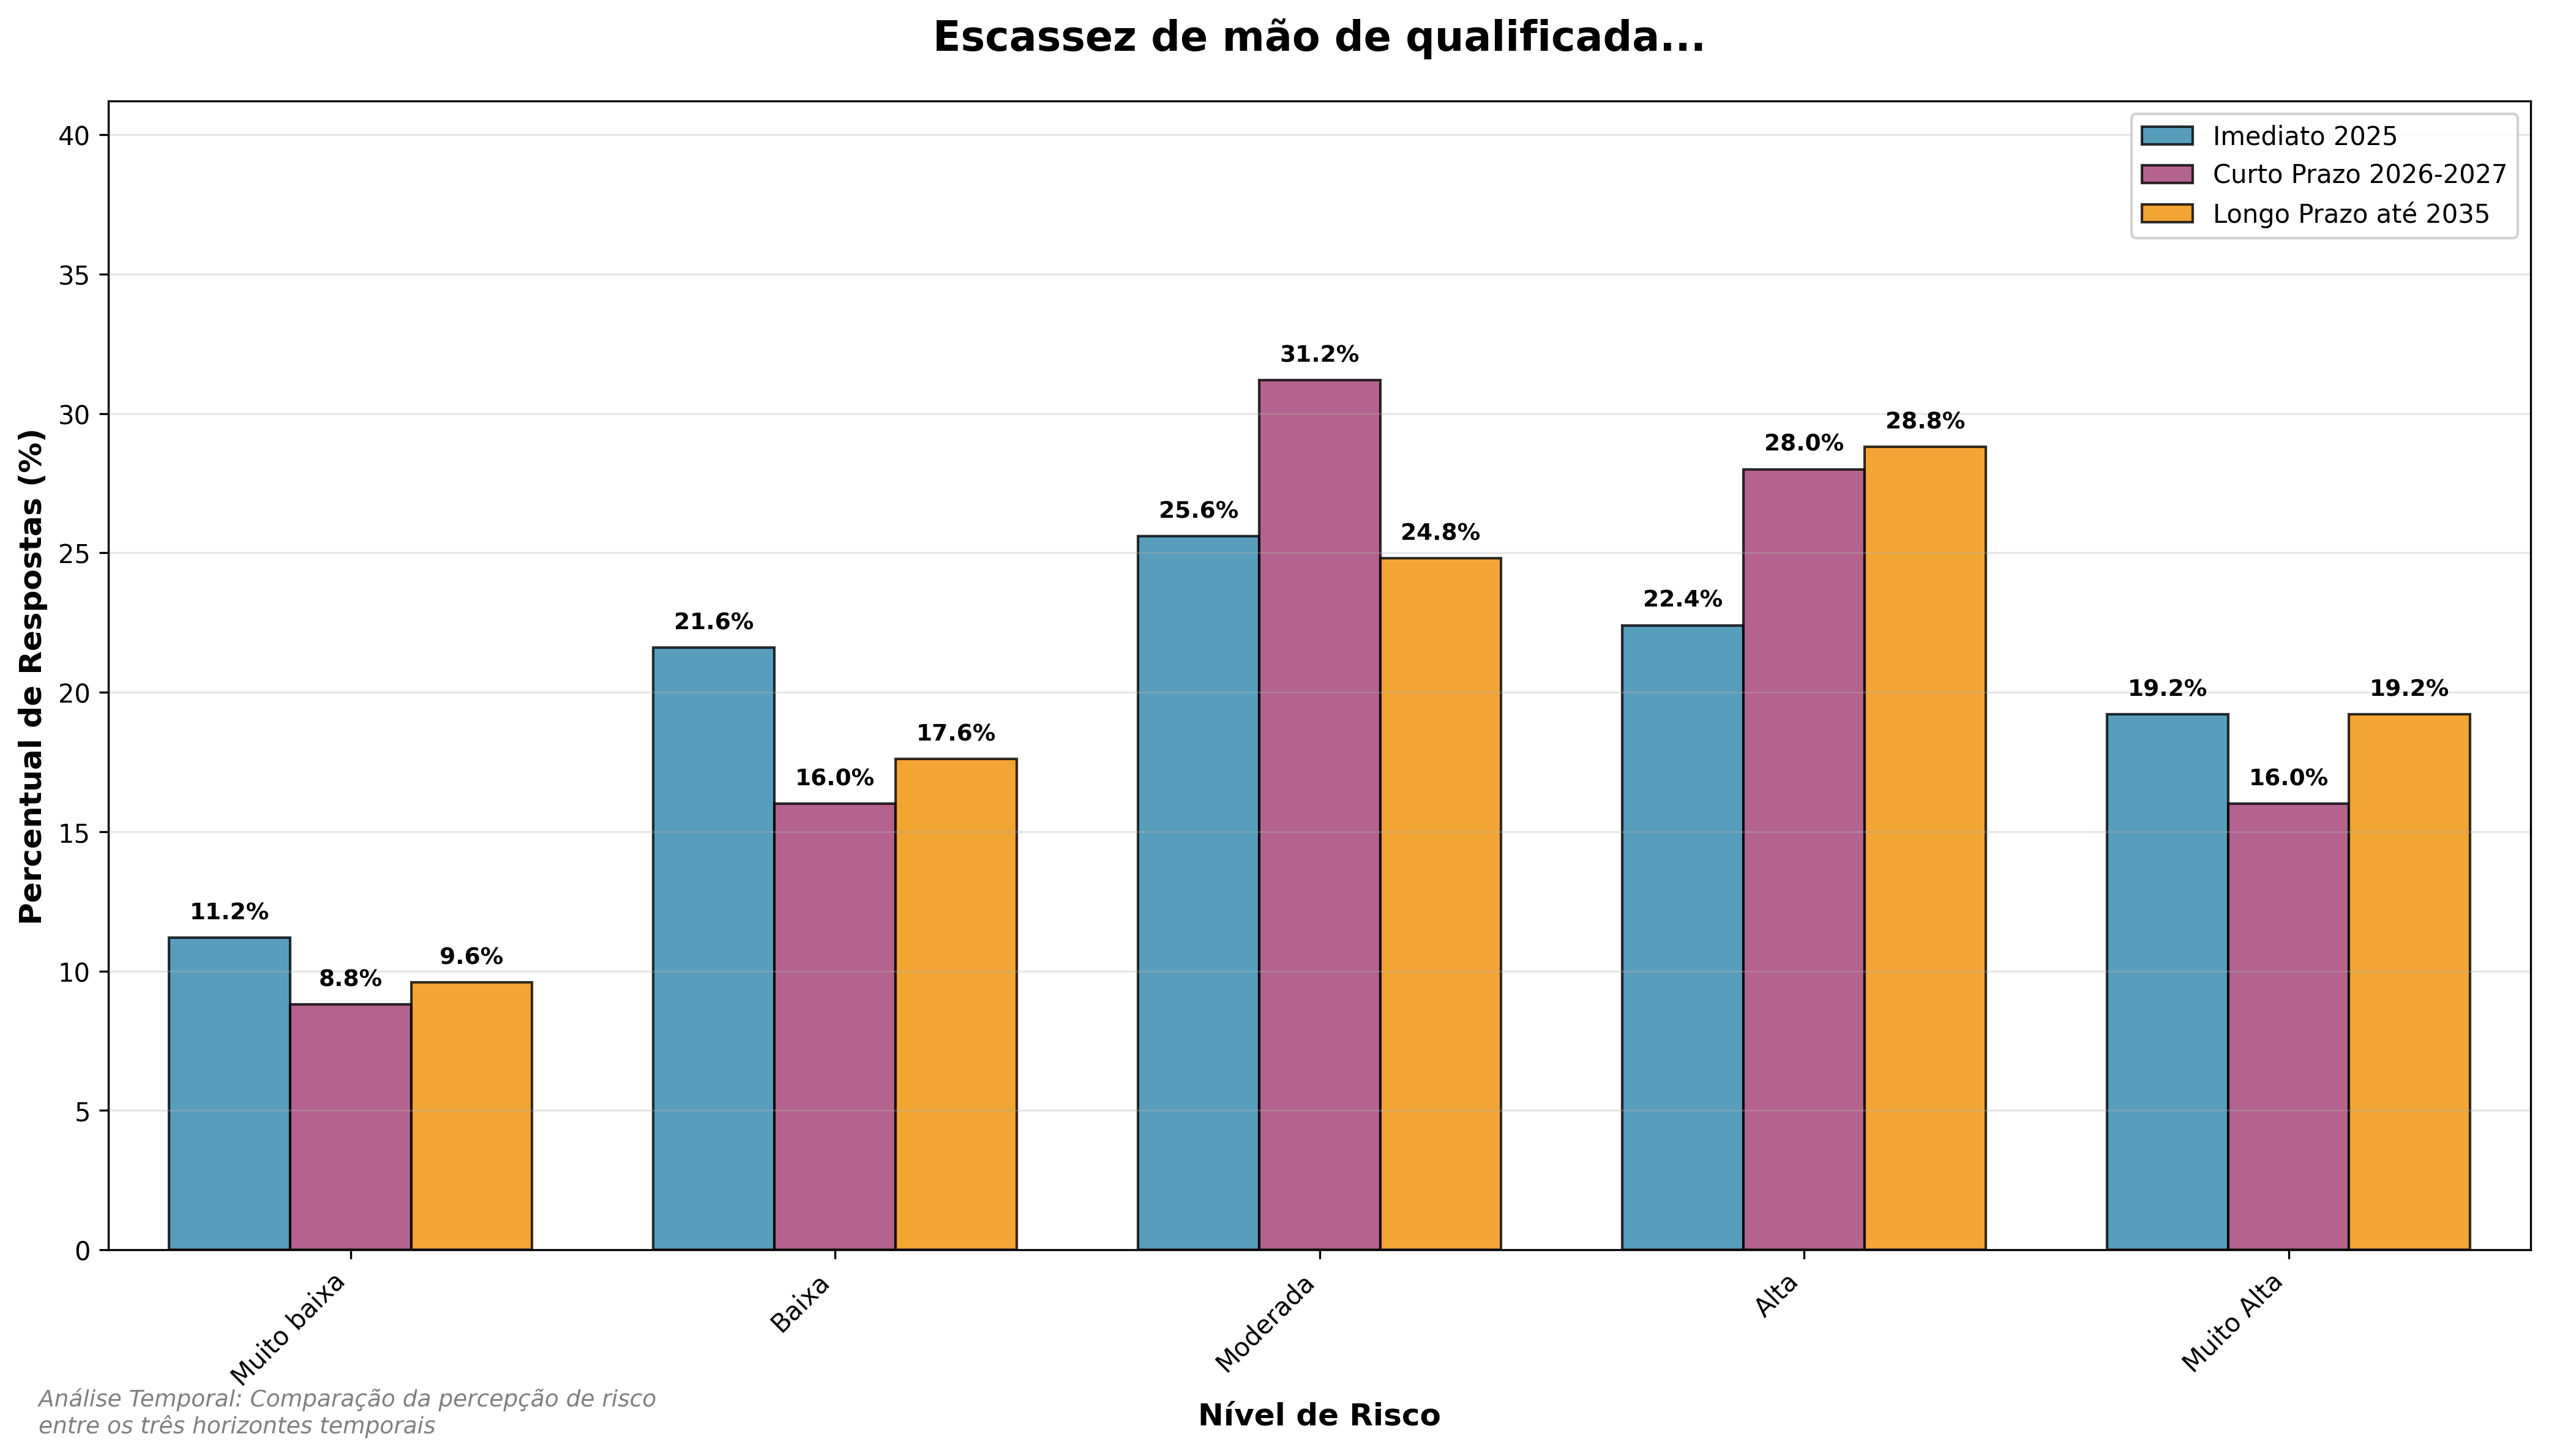 Escassez de mão de qualificada...
Imediato 2025
Curto Prazo 2026-2027
Longo Prazo até 2035
Percentual de Respostas (%)
40
35
30
25
20
15
10
5
0
11.2%
8.8%
9.6%
21.6%
16.0%
17.6%
25.6%
31.2%
24.8%
22.4%
28.0%
28.8%
19.2%
16.0%
19.2%
Muito baixa
Baixa
Moderada
Alta
Muito Alta
Nível de Risco
Análise Temporal: Comparação da percepção de risco
entre os três horizontes temporais